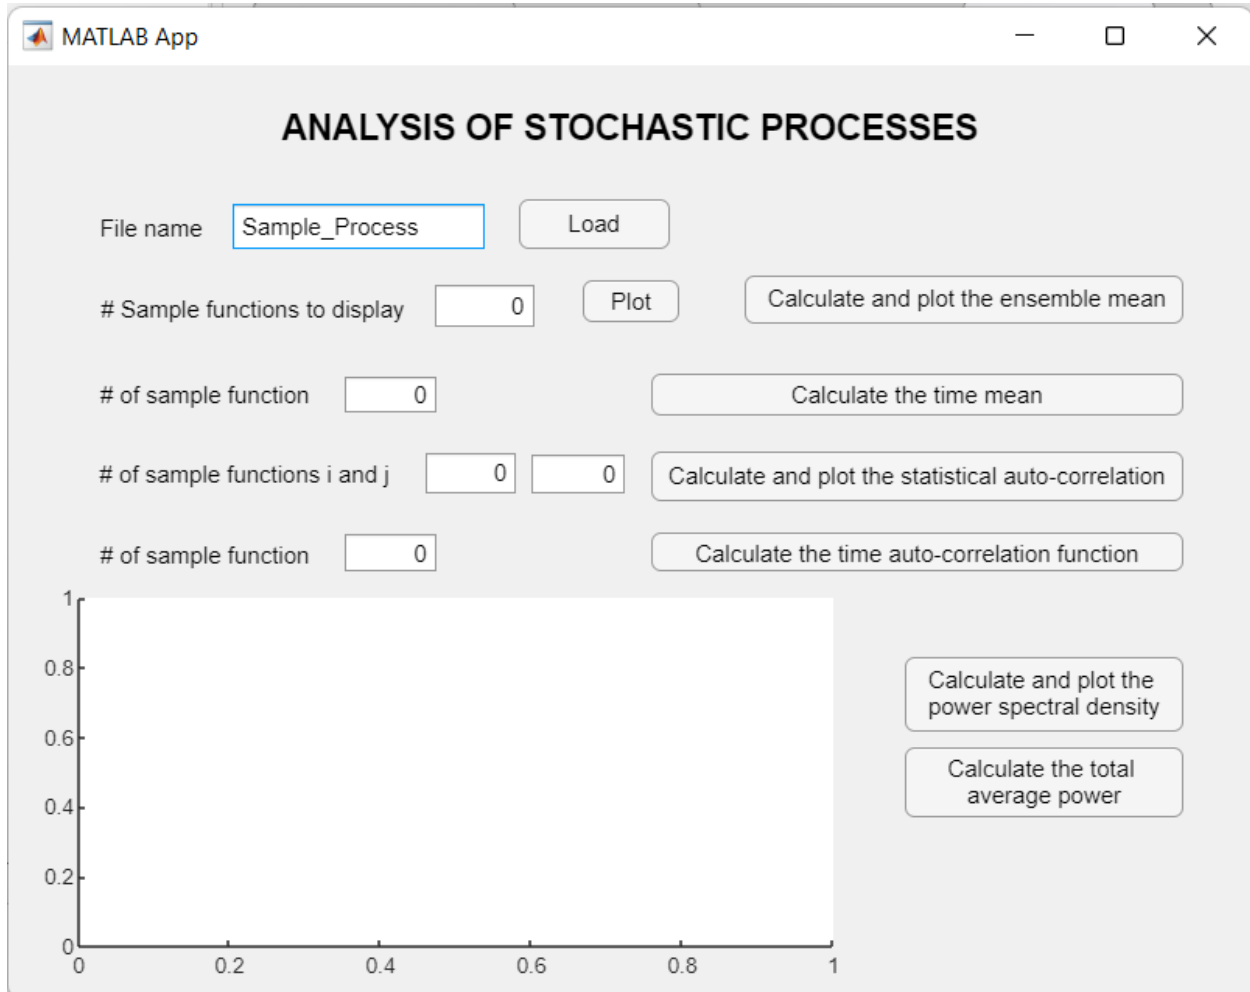 MATLAB App
ANALYSIS OF STOCHASTIC PROCESSES
File name Sample_Process Load
# Sample functions to display 0 Plot Calculate and plot the ensemble mean
# of sample function 0 Calculate the time mean
# of sample functions i and j 0 0 Calculate and plot the statistical auto-correlation
# of sample function 0 Calculate the time auto-correlation function
1
0.8
0.6
0.4
0.2
0
0 0.2 0.4 0.6 0.8 1
Calculate and plot the
power spectral density
Calculate the total
average power